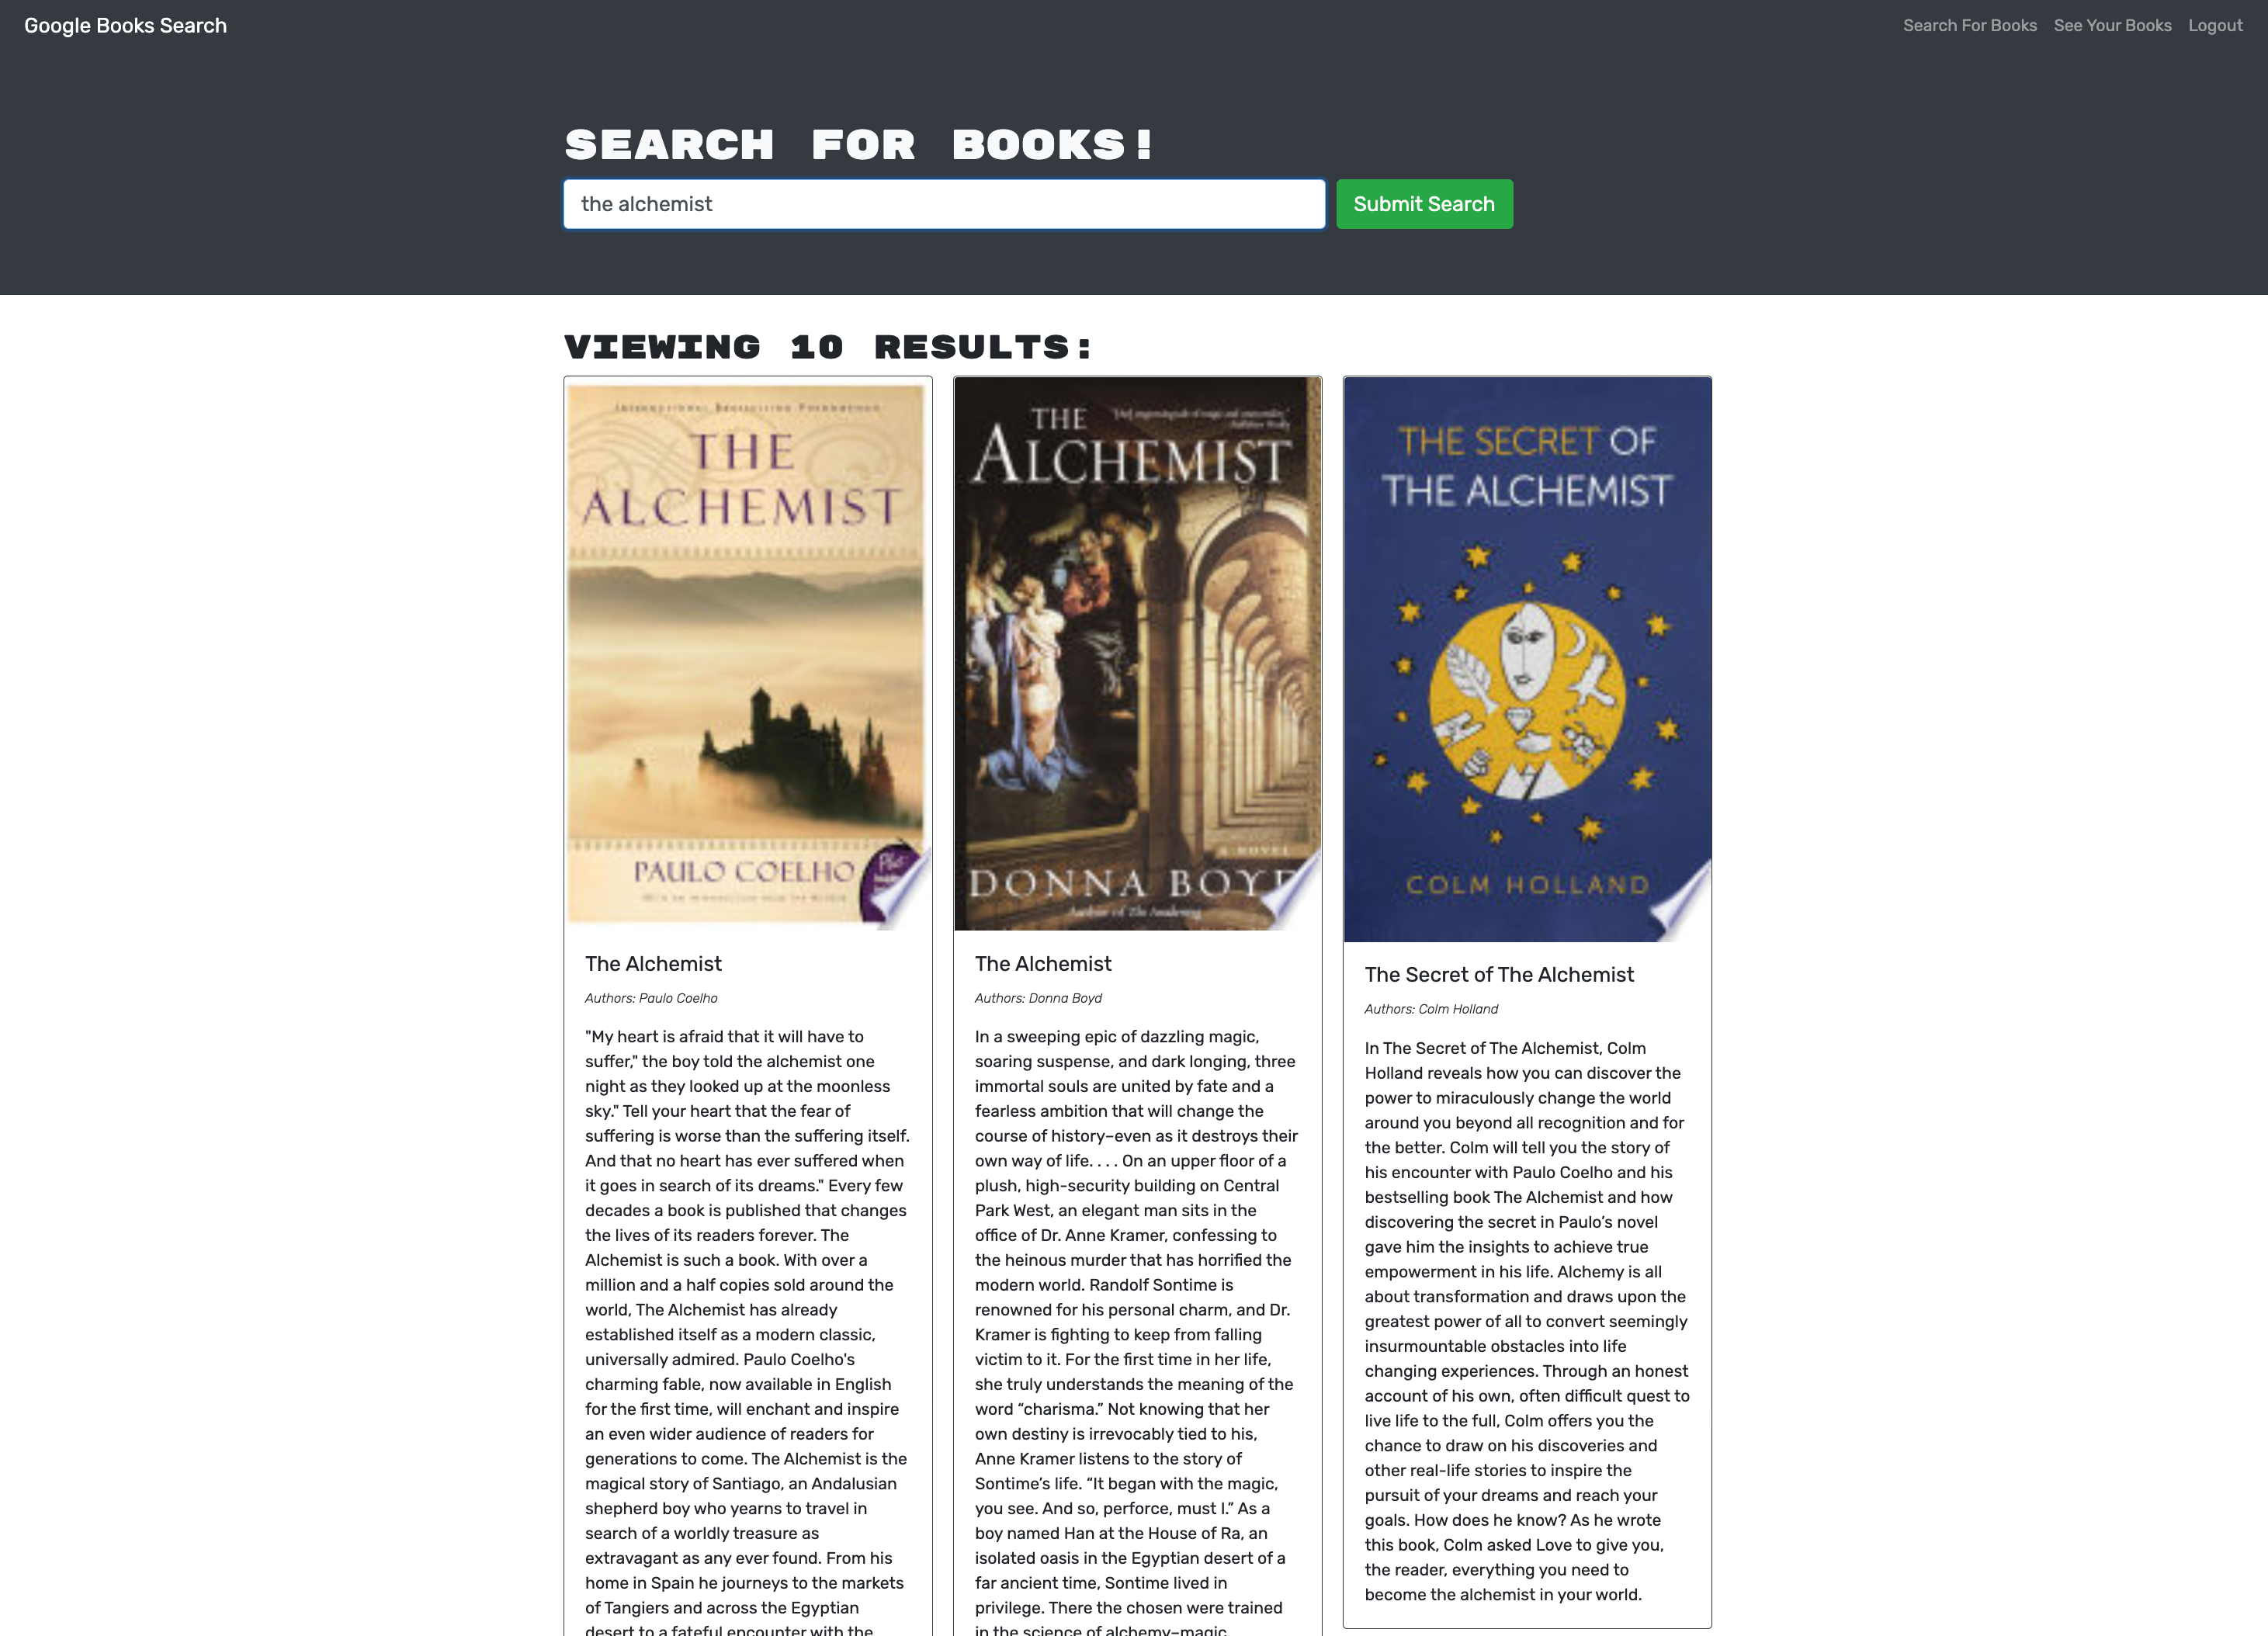 Google Books Search
Search For Books
See Your Books
Logout
SEARCH FOR BOOKS!
the alchemist
Submit Search
VIEWING 10 RESULTS:
THE
ALCHEMIST
PAULO COELHO
The Alchemist
Authors: Paulo Coelho
"My heart is afraid that it will have to
suffer," the boy told the alchemist one
night as they looked up at the moonless
sky." Tell your heart that the fear of
suffering is worse than the suffering itself.
And that no heart has ever suffered when
it goes in search of its dreams." Every few
decades a book is published that changes
the lives of its readers forever. The
Alchemist is such a book. With over a
million and a half copies sold around the
world, The Alchemist has already
established itself as a modern classic,
universally admired. Paulo Coelho's
charming fable, now available in English
for the first time, will enchant and inspire
an even wider audience of readers for
generations to come. The Alchemist is the
magical story of Santiago, an Andalusian
shepherd boy who yearns to travel in
search of a worldly treasure as
extravagant as any ever found. From his
home in Spain he journeys to the markets
of Tangiers and across the Egyptian
desert to a fateful encounter with the
THE
ALCHEMIST
A NOVEL
DONNA BOYD
Author of The Awakening
The Alchemist
Authors: Donna Boyd
In a sweeping epic of dazzling magic,
soaring suspense, and dark longing, three
immortal souls are united by fate and a
fearless ambition that will change the
course of history–even as it destroys their
own way of life. . . . On an upper floor of a
plush, high-security building on Central
Park West, an elegant man sits in the
office of Dr. Anne Kramer, confessing to
the heinous murder that has horrified the
modern world. Randolf Sontime is
renowned for his personal charm, and Dr.
Kramer is fighting to keep from falling
victim to it. For the first time in her life,
she truly understands the meaning of the
word “charisma.” Not knowing that her
own destiny is irrevocably tied to his,
Anne Kramer listens to the story of
Sontime’s life. “It began with the magic,
you see. And so, perforce, must I.” As a
boy named Han at the House of Ra, an
isolated oasis in the Egyptian desert of a
far ancient time, Sontime lived in
privilege. There the chosen were trained
in the science of alchemy–magic
THE SECRET OF
THE ALCHEMIST
COLM HOLLAND
The Secret of The Alchemist
Authors: Colm Holland
In The Secret of The Alchemist, Colm
Holland reveals how you can discover the
power to miraculously change the world
around you beyond all recognition and for
the better. Colm will tell you the story of
his encounter with Paulo Coelho and his
bestselling book The Alchemist and how
discovering the secret in Paulo’s novel
gave him the insights to achieve true
empowerment in his life. Alchemy is all
about transformation and draws upon the
greatest power of all to convert seemingly
insurmountable obstacles into life
changing experiences. Through an honest
account of his own, often difficult quest to
live life to the full, Colm offers you the
chance to draw on his discoveries and
other real-life stories to inspire the
pursuit of your dreams and reach your
goals. How does he know? As he wrote
this book, Colm asked Love to give you,
the reader, everything you need to
become the alchemist in your world.